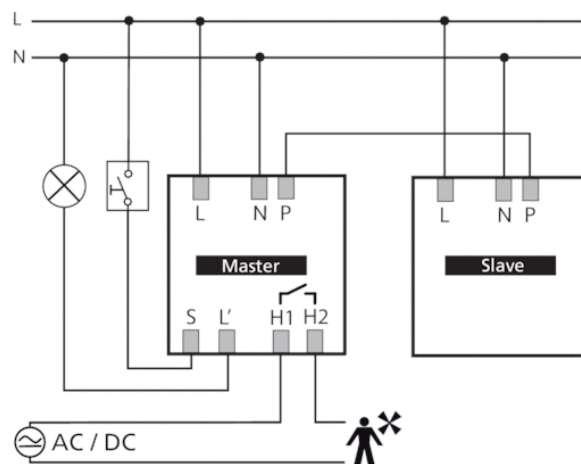 L
N
L N P
L N P
Master
Slave
S L' H1 H2
AC / DC